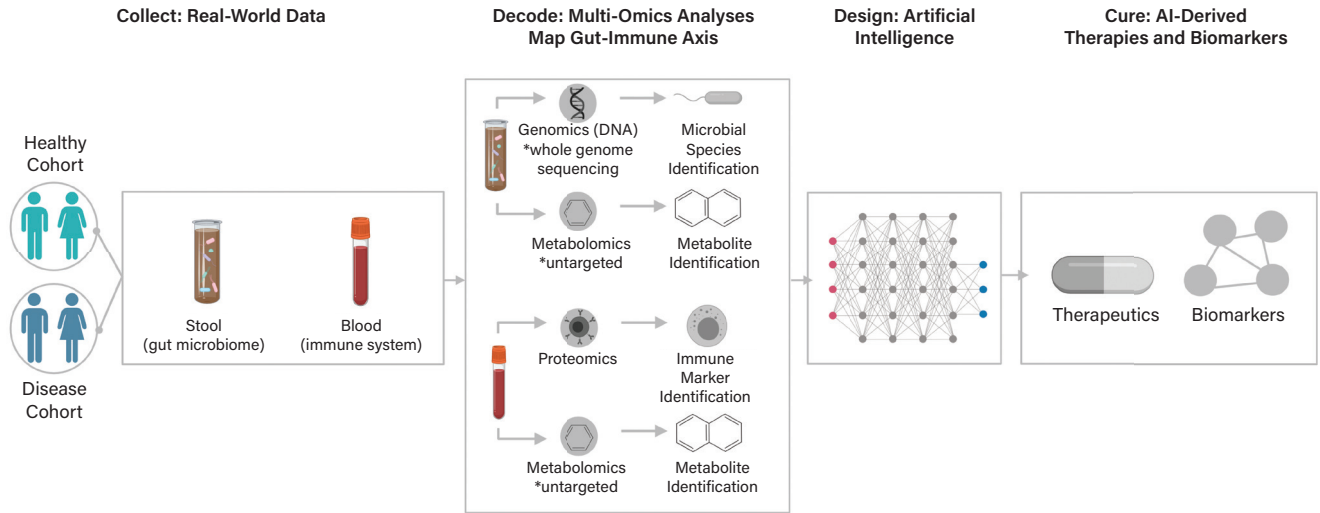 Collect: Real-World Data
Decode: Multi-Omics Analyses
Map Gut-Immune Axis
Design: Artificial
Intelligence
Cure: AI-Derived
Therapies and Biomarkers
Healthy
Cohort
Disease
Cohort
Stool
(gut microbiome)
Blood
(immune system)
Genomics (DNA)
*whole genome
sequencing
Microbial
Species
Identification
Metabolomics
*untargeted
Metabolite
Identification
Proteomics
Immune
Marker
Identification
Metabolomics
*untargeted
Metabolite
Identification
Therapeutics
Biomarkers